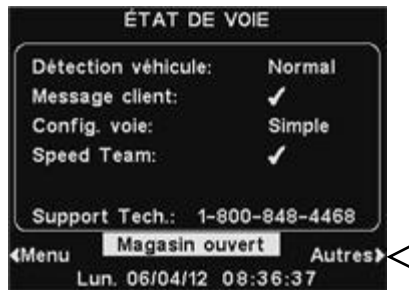 ÉTAT DE VOIE
Détection véhicule: Normal
Message client: ✓
Config. voie: Simple
Speed Team: ✓
Support Tech.: 1-800-848-4468
Magasin ouvert
Menu Autres
Lun. 06/04/12 08:36:37